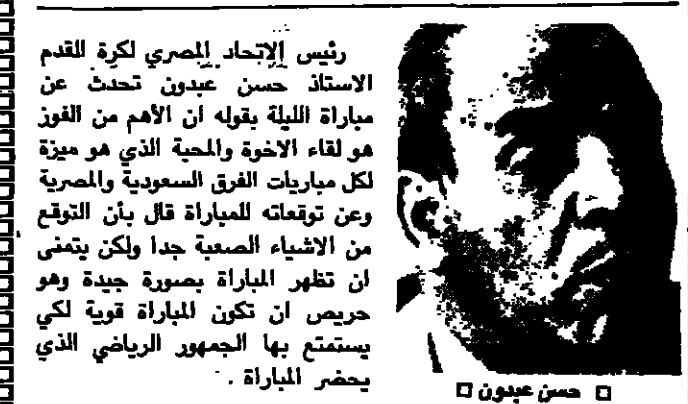 رئيس الاتحاد المصري لكرة القدم
الاستاذ حسن عبدون تحدث عن
مباراة الليلة بقوله ان الأهم من الفوز
هو لقاء الاخوة والمحبة الذي هو ميزة
لكل مباريات الفرق السعودية والمصرية
وعن توقعاته للمباراة قال بأن التوقع
من الاشياء الصعبة جدا ولكن يتمنى
ان تظهر المباراة بصورة جيدة وهو
حريص ان تكون المباراة قوية لكي
يستمتع بها الجمهور الرياضي الذي
يحضر المباراة .
حسن عبدون